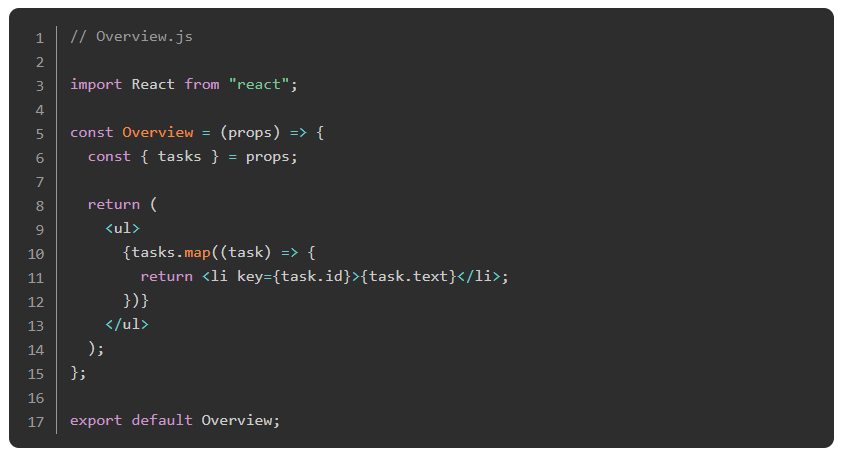 1 // Overview.js
2
3 import React from "react";
4
5 const Overview = (props) => {
6   const { tasks } = props;
7
8   return (
9     <ul>
10       {tasks.map((task) => {
11         return <li key={task.id}>{task.text}</li>;
12       })}
13     </ul>
14   );
15 };
16
17 export default Overview;